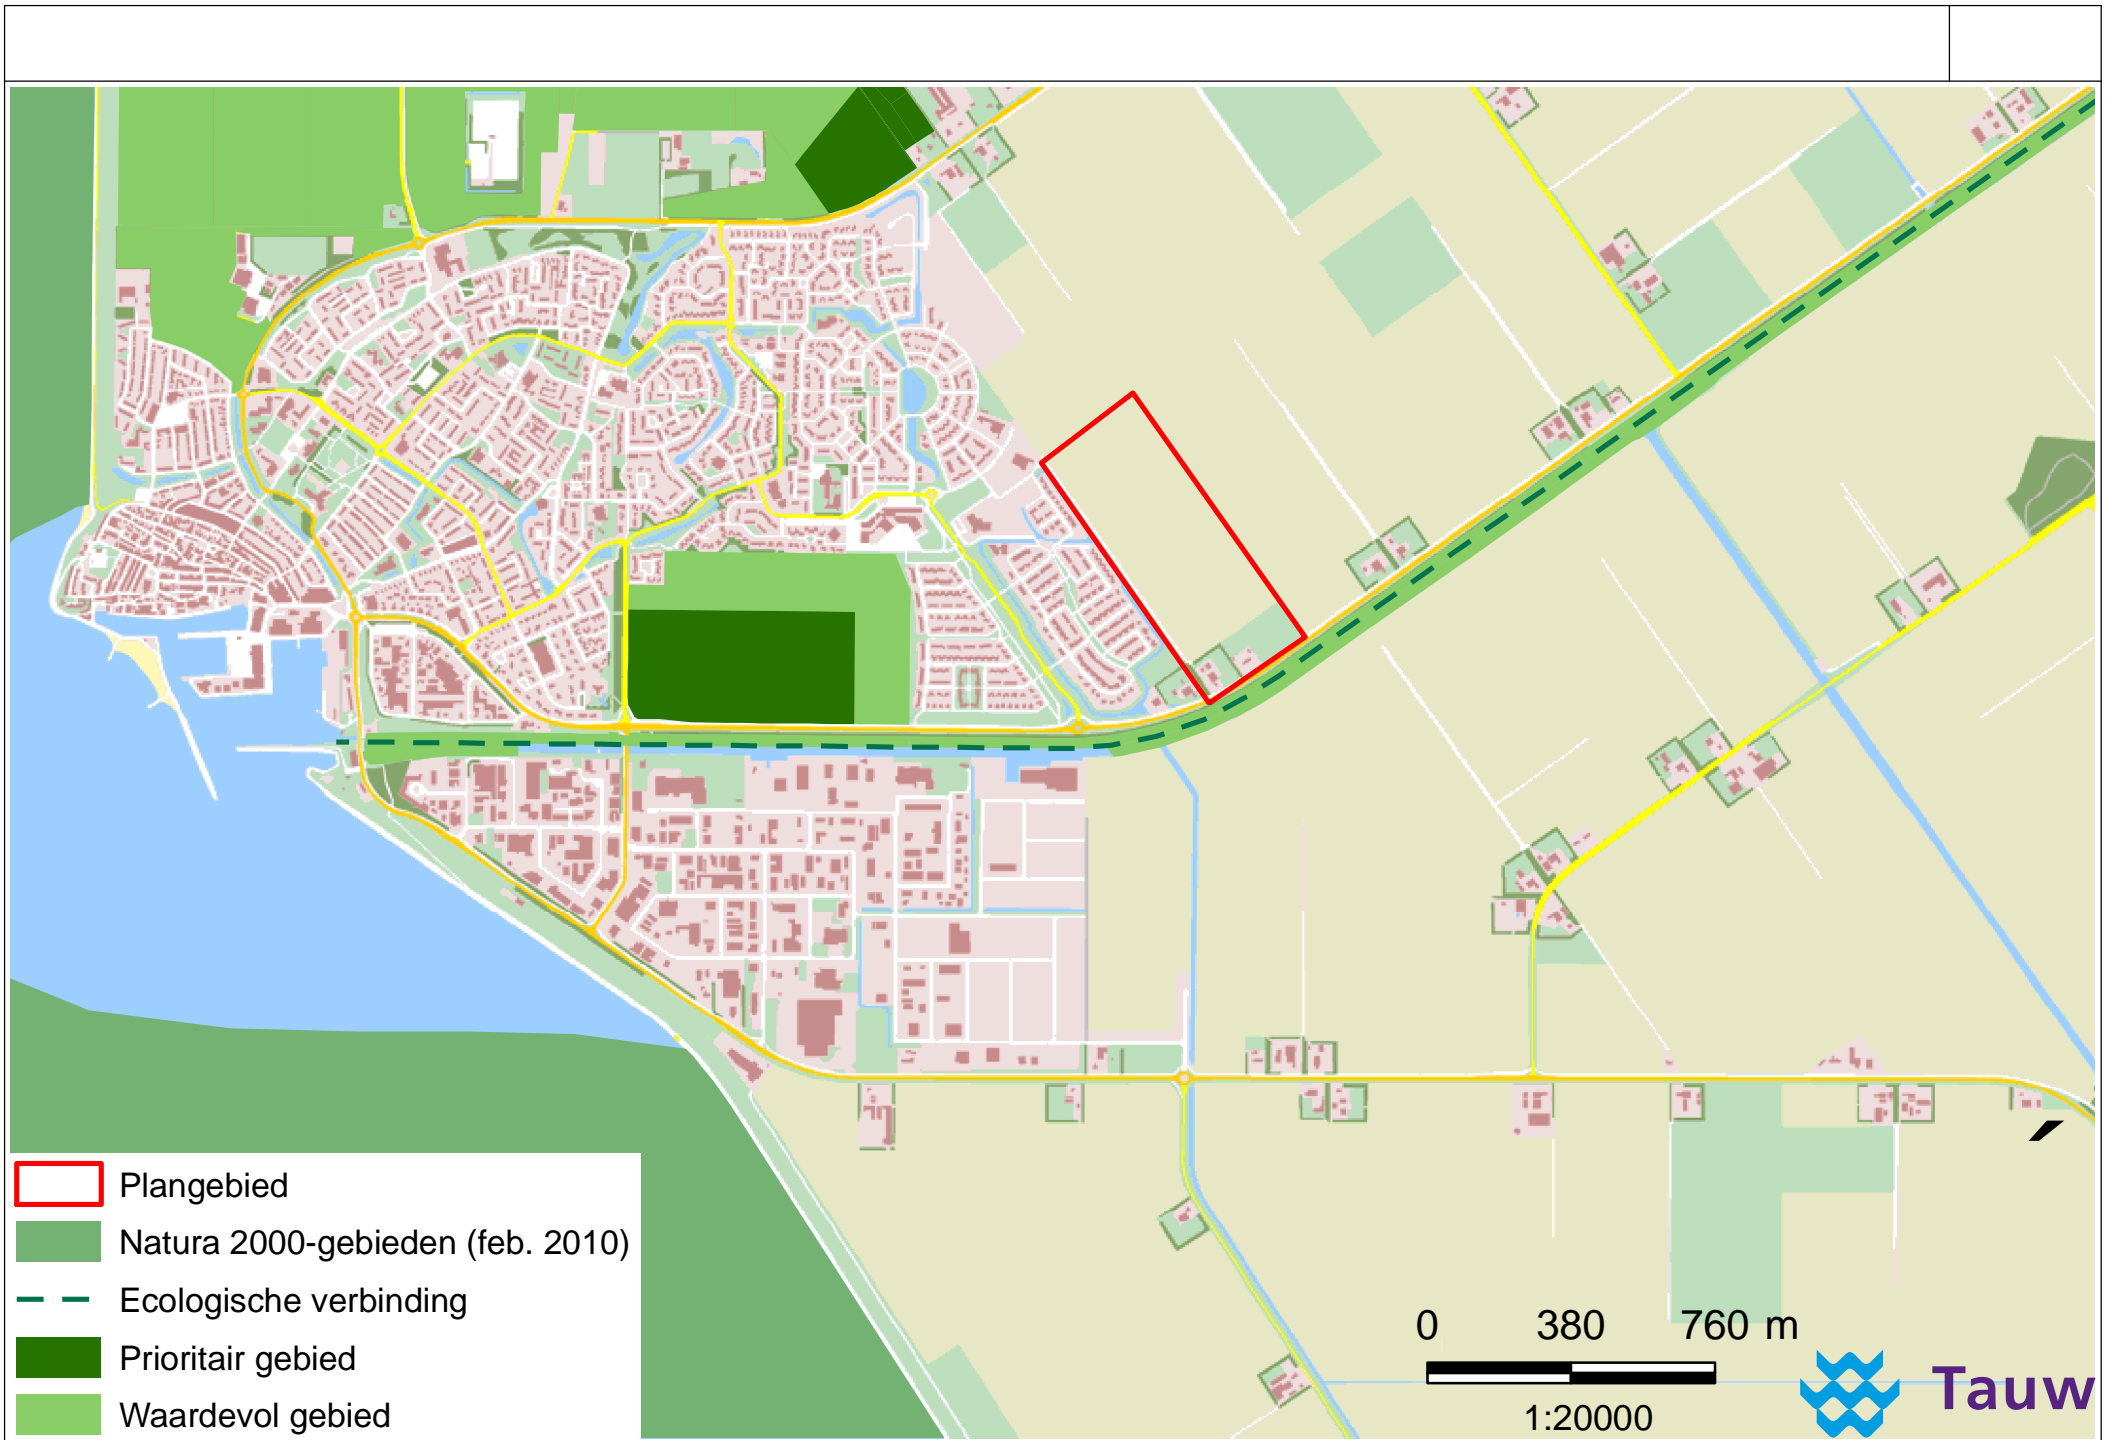 Plangebied
Natura 2000-gebieden (feb. 2010)
Ecologische verbinding
Prioritair gebied
Waardevol gebied
0 380 760 m
1:20000
Tauw